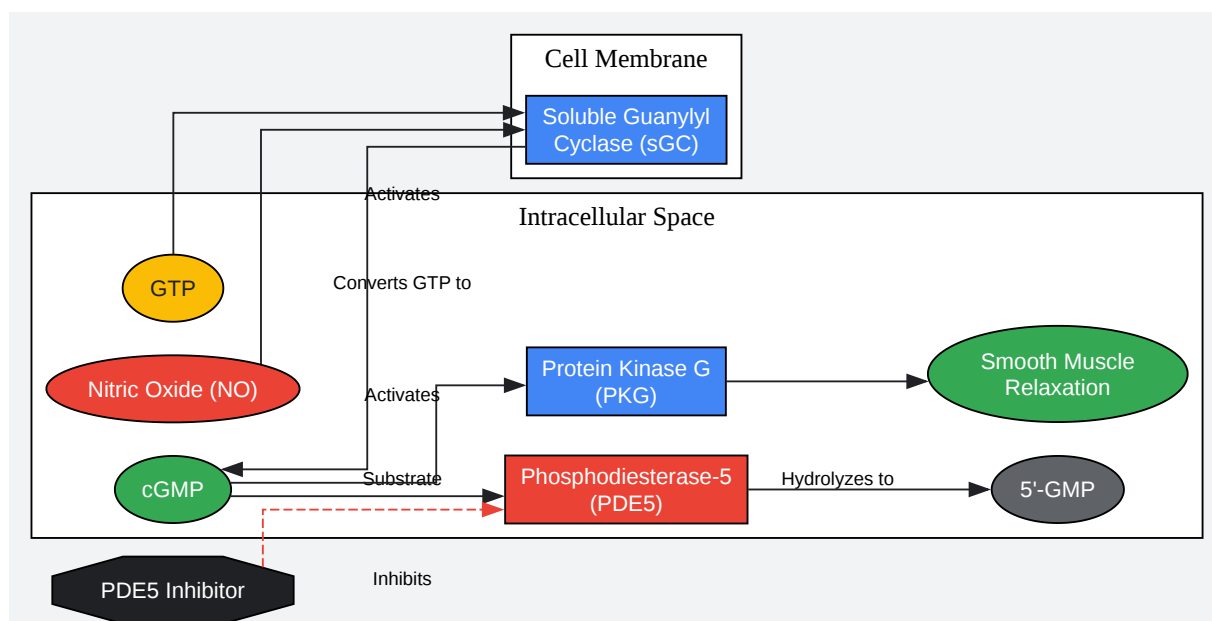 Cell Membrane
Soluble Guanylyl
Cyclase (sGC)
Activates
Intracellular Space
GTP
Converts GTP to
Nitric Oxide (NO)
Activates
Protein Kinase G
(PKG)
Smooth Muscle
Relaxation
cGMP
Substrate
Phosphodiesterase-5
(PDE5)
Hydrolyzes to
5'-GMP
PDE5 Inhibitor
Inhibits